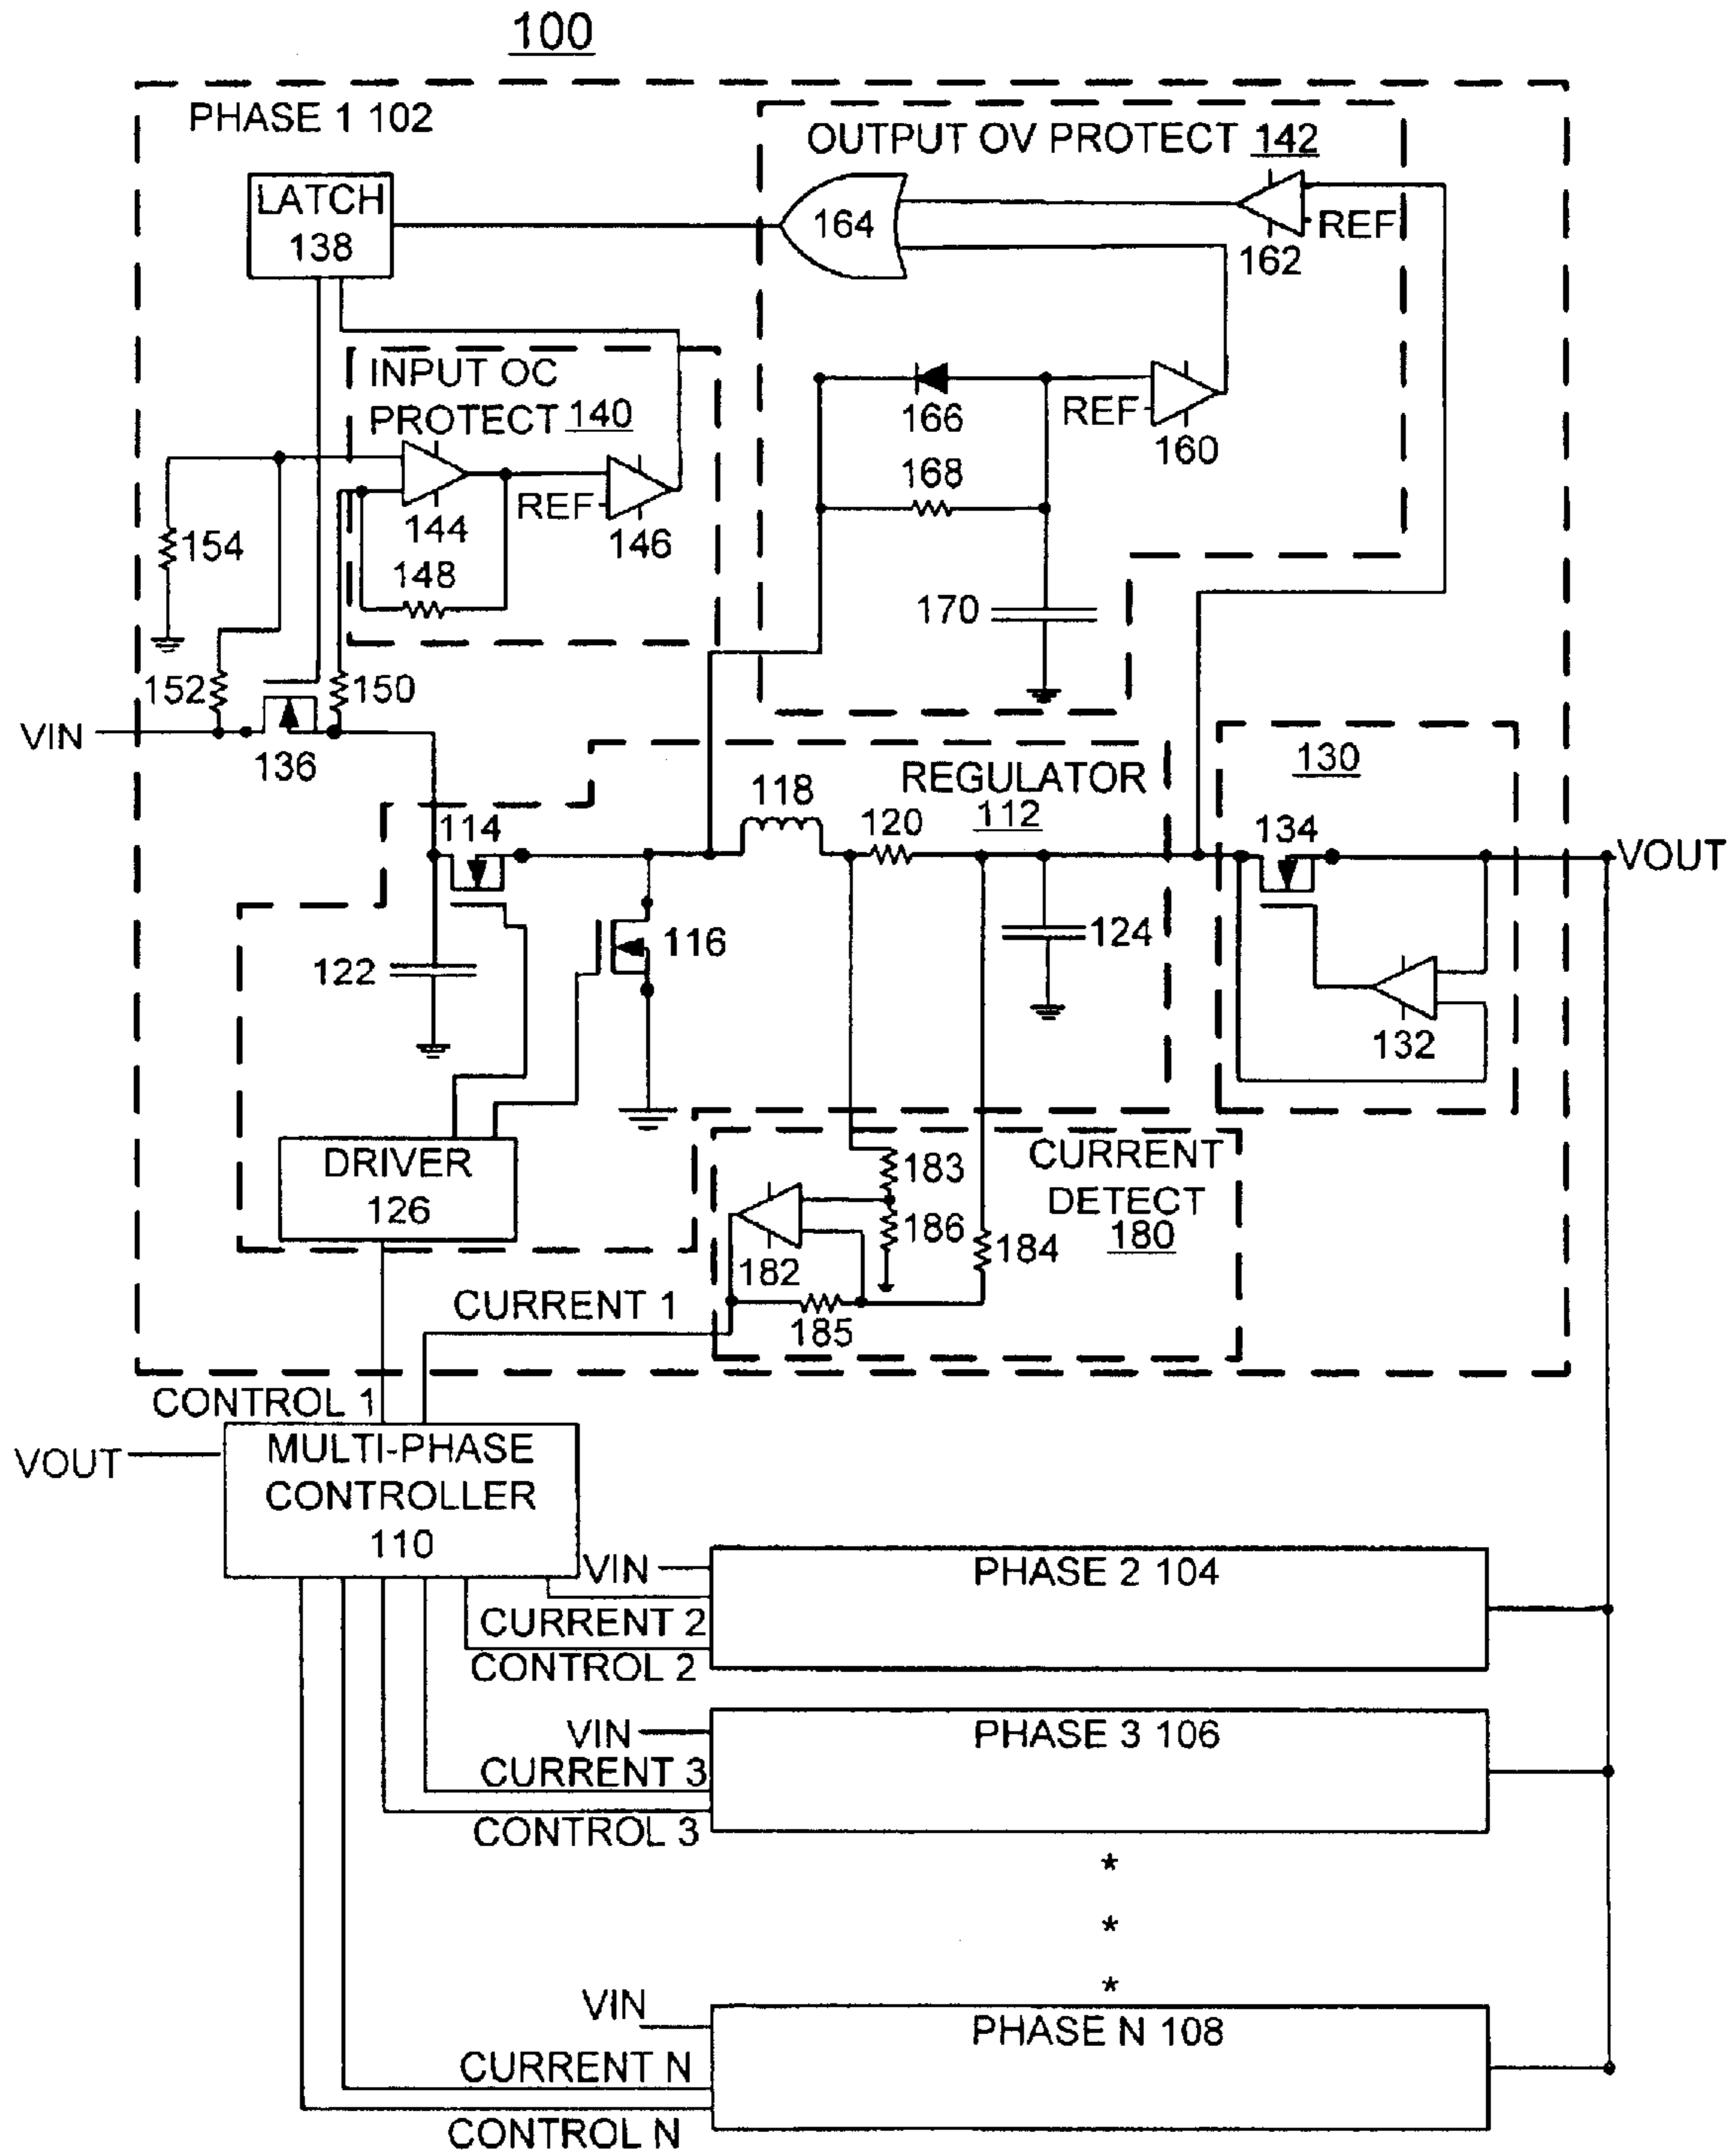 100
PHASE 1 102
OUTPUT OV PROTECT 142
LATCH
138
164
REF
162
INPUT OC
PROTECT 140
166
REF
160
168
144
REF
146
154
148
170
152
150
VIN
136
REGULATOR
112
130
114
118
120
134
VOUT
116
124
122
132
DRIVER
126
CURRENT
DETECT
180
183
186
184
182
185
CURRENT 1
CONTROL 1
VOUT
MULTI-PHASE
CONTROLLER
110
VIN
PHASE 2 104
CURRENT 2
CONTROL 2
VIN
PHASE 3 106
CURRENT 3
CONTROL 3
*
*
*
VIN
PHASE N 108
CURRENT N
CONTROL N